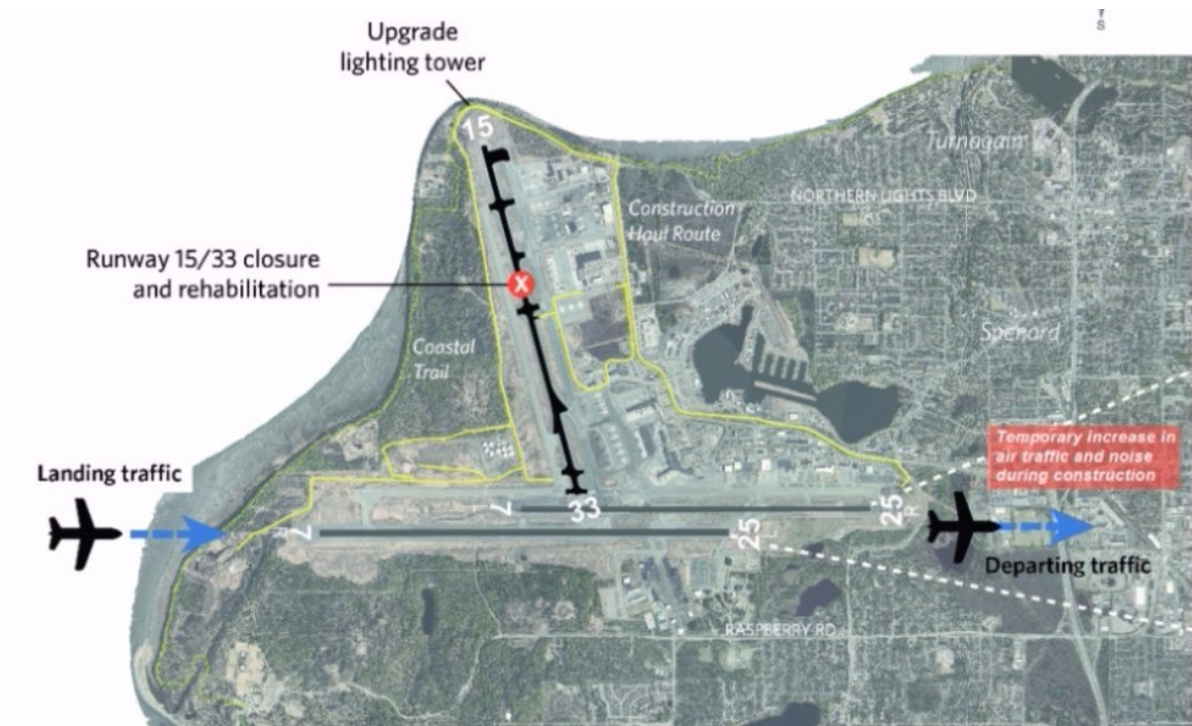 S
Upgrade
lighting tower
15
Turnagain
NORTHERN LIGHTS BLVD
Construction
Haul Route
Runway 15/33 closure
and rehabilitation
X
Spenard
Coastal
Trail
Temporary increase in
air traffic and noise
during construction
Landing traffic
7
33
25
R
7
25
L
Departing traffic
RASPBERRY RD